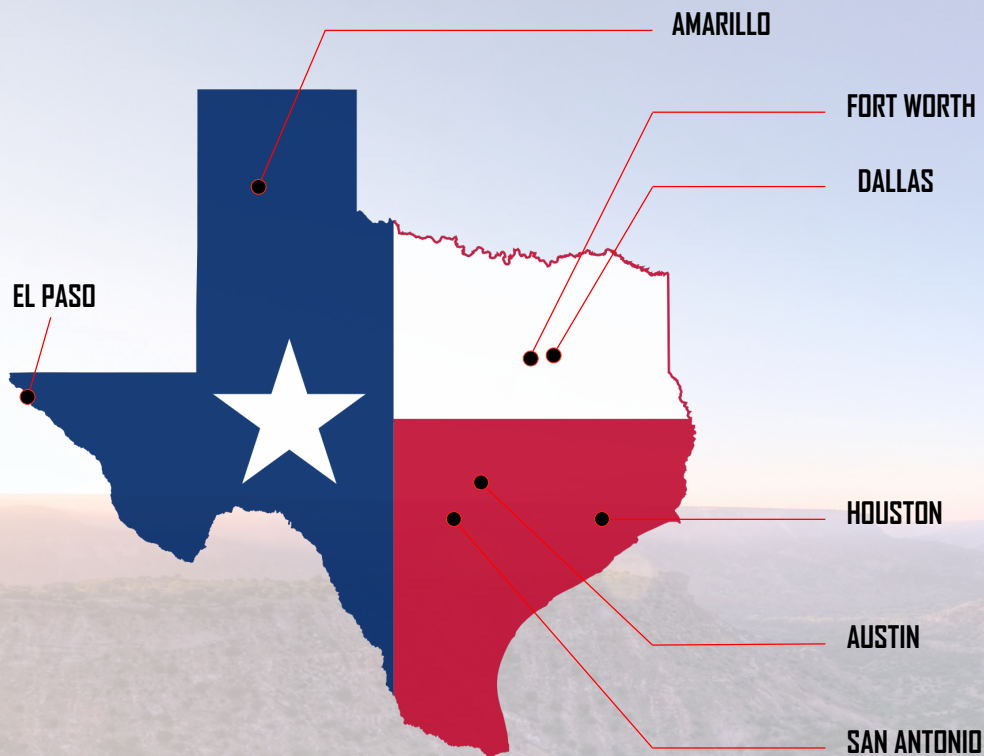 AMARILLO
FORT WORTH
DALLAS
EL PASO
HOUSTON
AUSTIN
SAN ANTONIO